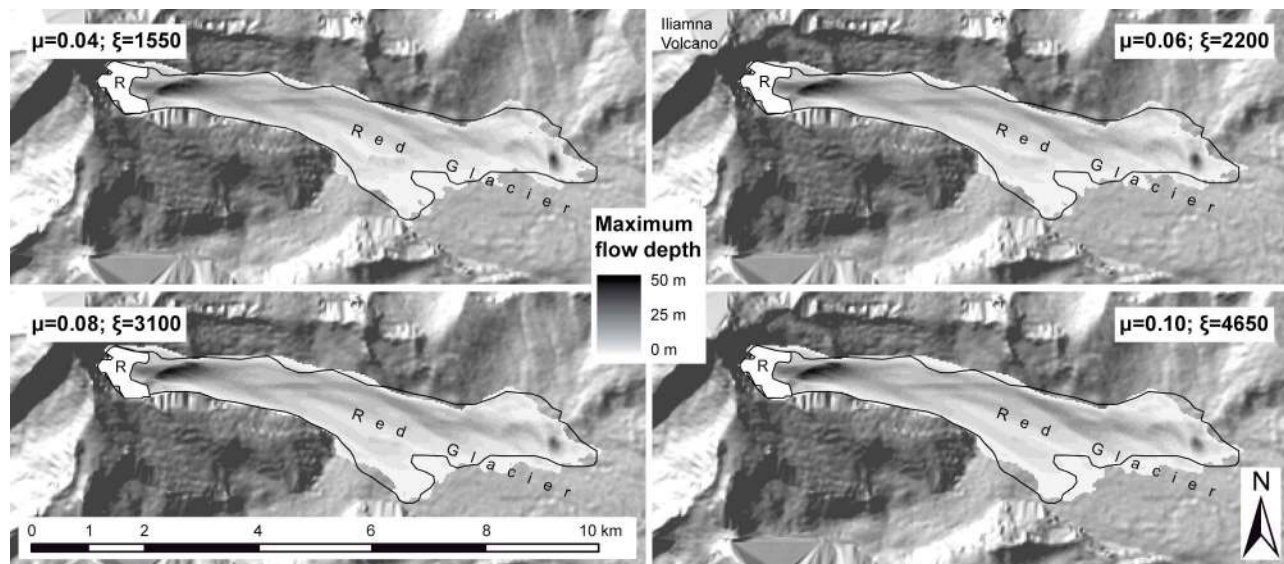 μ=0.04; ξ=1550
R
Red
Glacier
Iliamna
Volcano
μ=0.06; ξ=2200
R
Red
Glacier
Maximum
flow depth
50 m
25 m
0 m
μ=0.08; ξ=3100
R
Red
Glacier
0 1 2 4 6 8 10 km
μ=0.10; ξ=4650
R
Red
Glacier
N